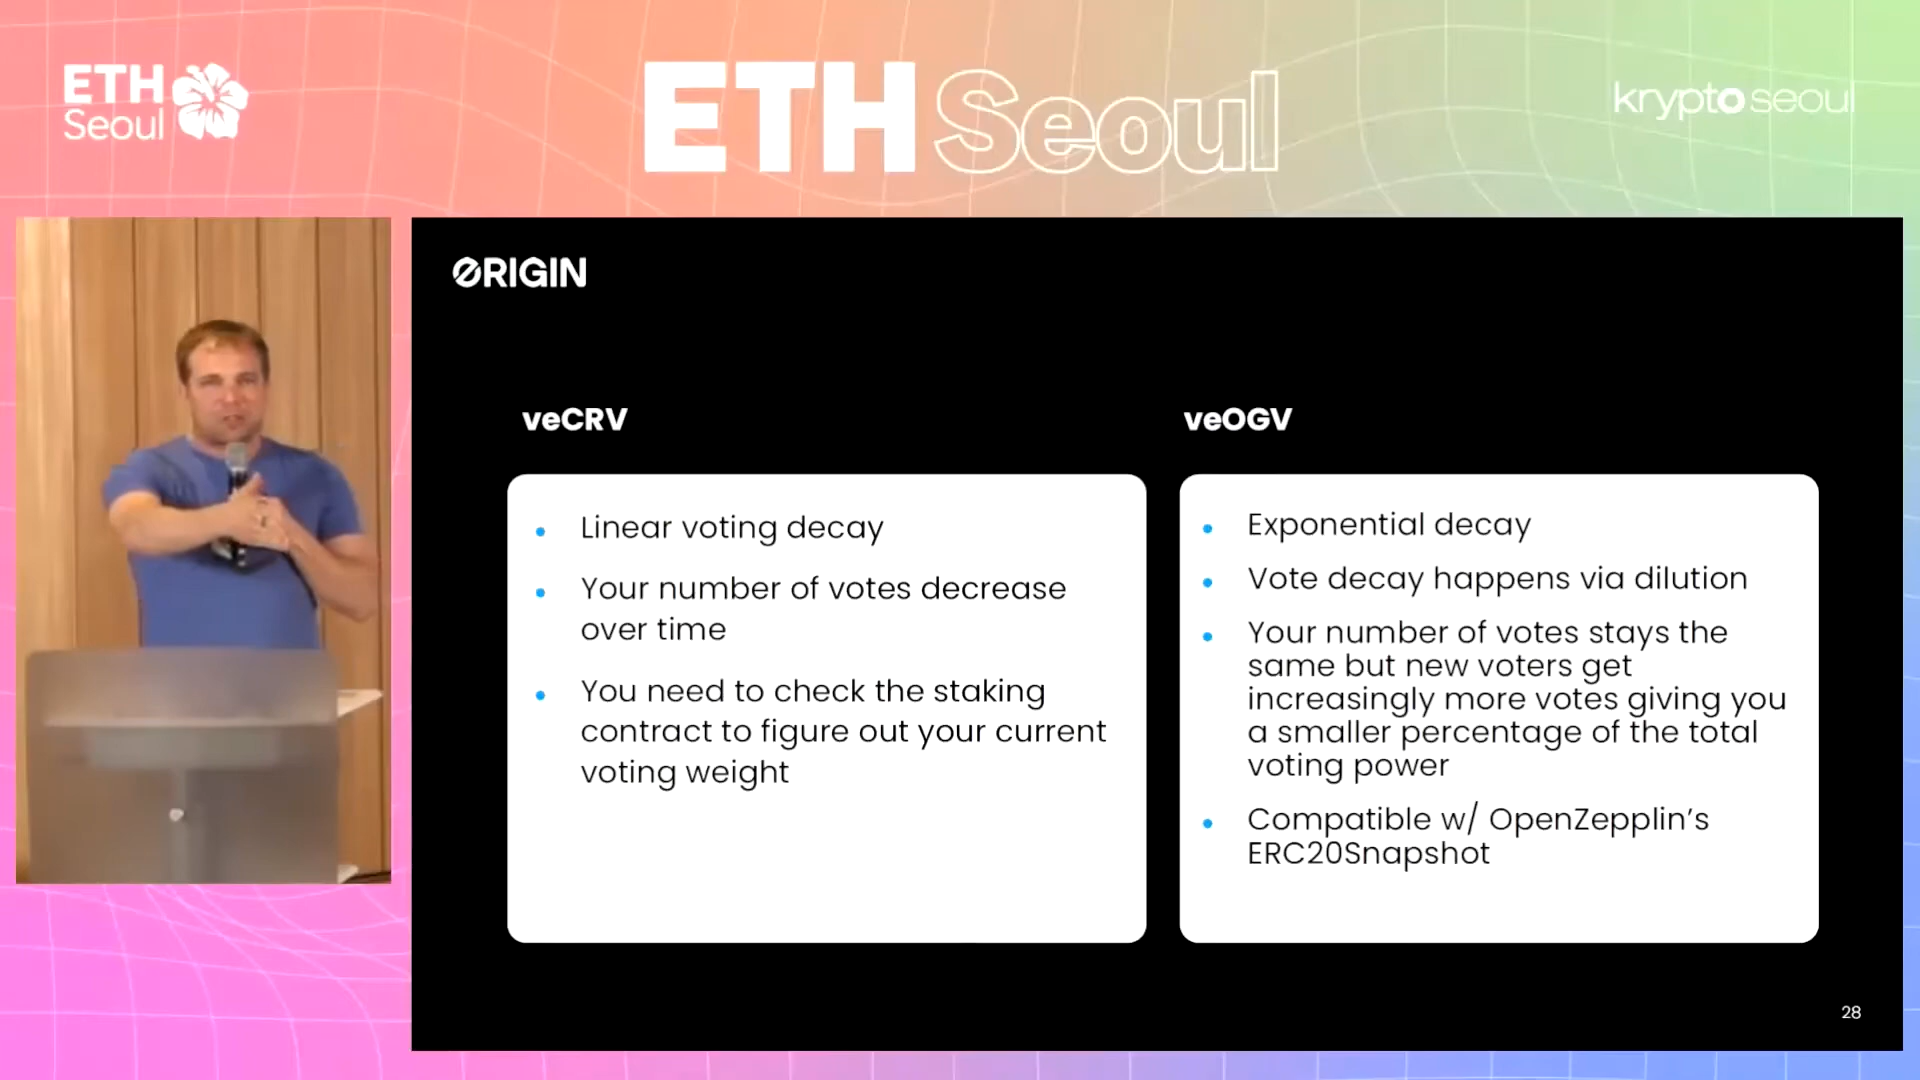 ETH
Seoul
ETH Seoul
kryptoseoul
ORIGIN
veCRV
Linear voting decay
Your number of votes decrease
over time
You need to check the staking
contract to figure out your current
voting weight
veOGV
Exponential decay
Vote decay happens via dilution
Your number of votes stays the
same but new voters get
increasingly more votes giving you
a smaller percentage of the total
voting power
Compatible w/ OpenZepplin’s
ERC20Snapshot
28